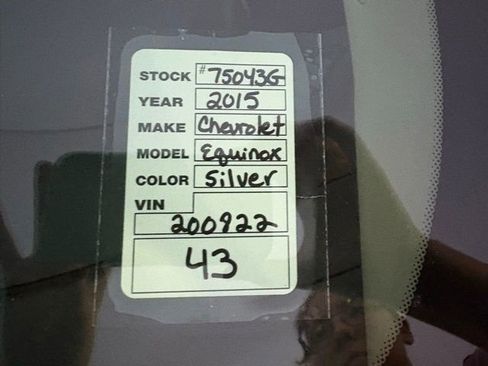 STOCK #75043G
YEAR 2015
MAKE Chevrolet
MODEL Equinox
COLOR Silver
VIN
200922
43